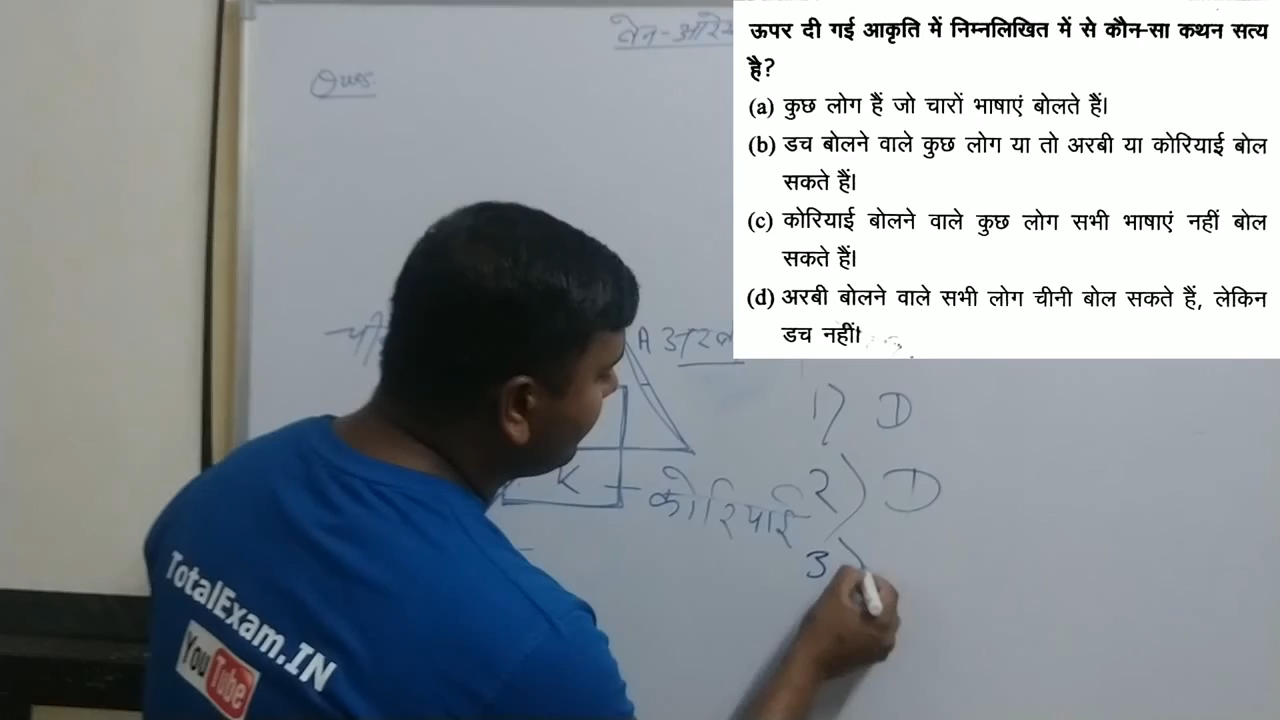 वेन-आरे
Ques.
ऊपर दी गई आकृति में निम्नलिखित में से कौन-सा कथन सत्य
है?
(a) कुछ लोग हैं जो चारों भाषाएं बोलते हैं।
(b) डच बोलने वाले कुछ लोग या तो अरबी या कोरियाई बोल
सकते हैं।
(c) कोरियाई बोलने वाले कुछ लोग सभी भाषाएं नहीं बोल
सकते हैं।
(d) अरबी बोलने वाले सभी लोग चीनी बोल सकते हैं, लेकिन
डच नहीं।
A
1) D
K
कोरियाई
2) D
3)
TotalExam.IN
YouTube